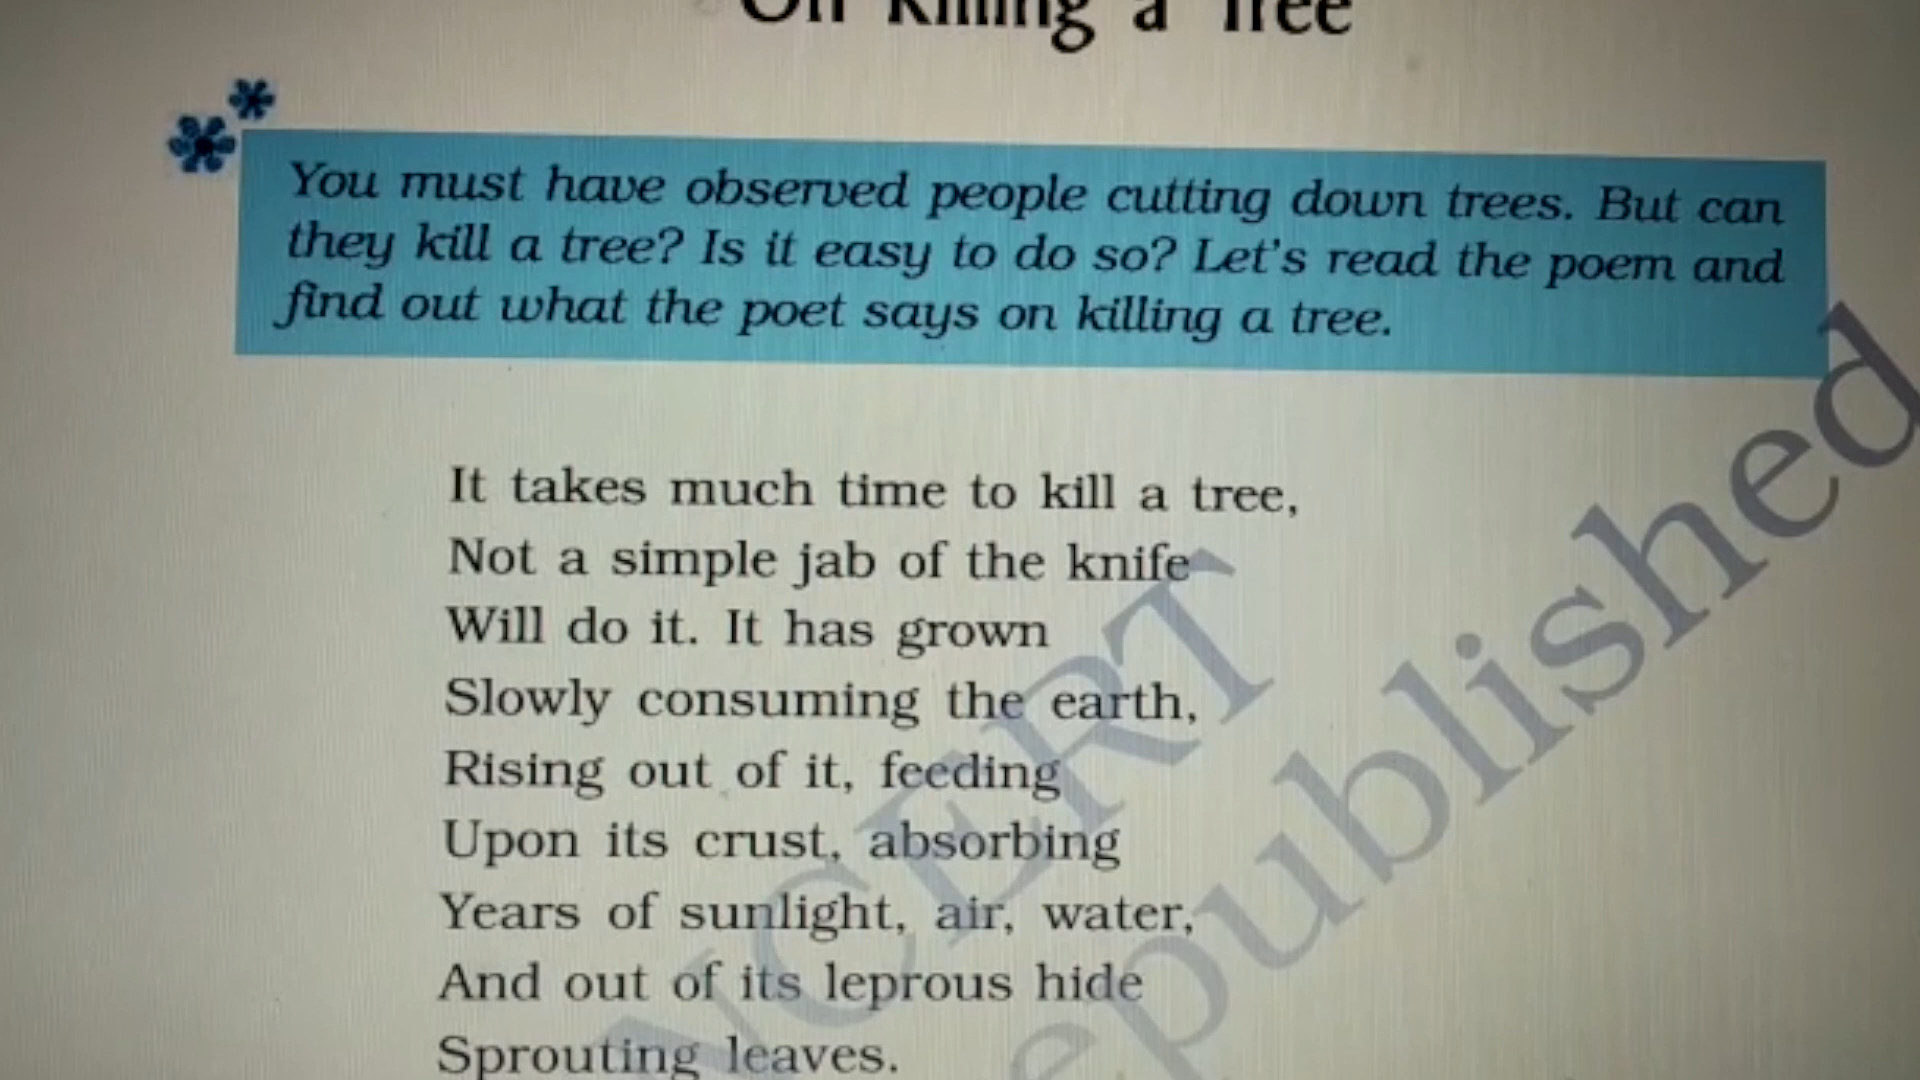 On Killing a Tree
You must have observed people cutting down trees. But can
they kill a tree? Is it easy to do so? Let's read the poem and
find out what the poet says on killing a tree.
It takes much time to kill a tree,
Not a simple jab of the knife
Will do it. It has grown
Slowly consuming the earth,
Rising out of it, feeding
Upon its crust, absorbing
Years of sunlight, air, water,
And out of its leprous hide
Sprouting leaves.
NCERT
republished